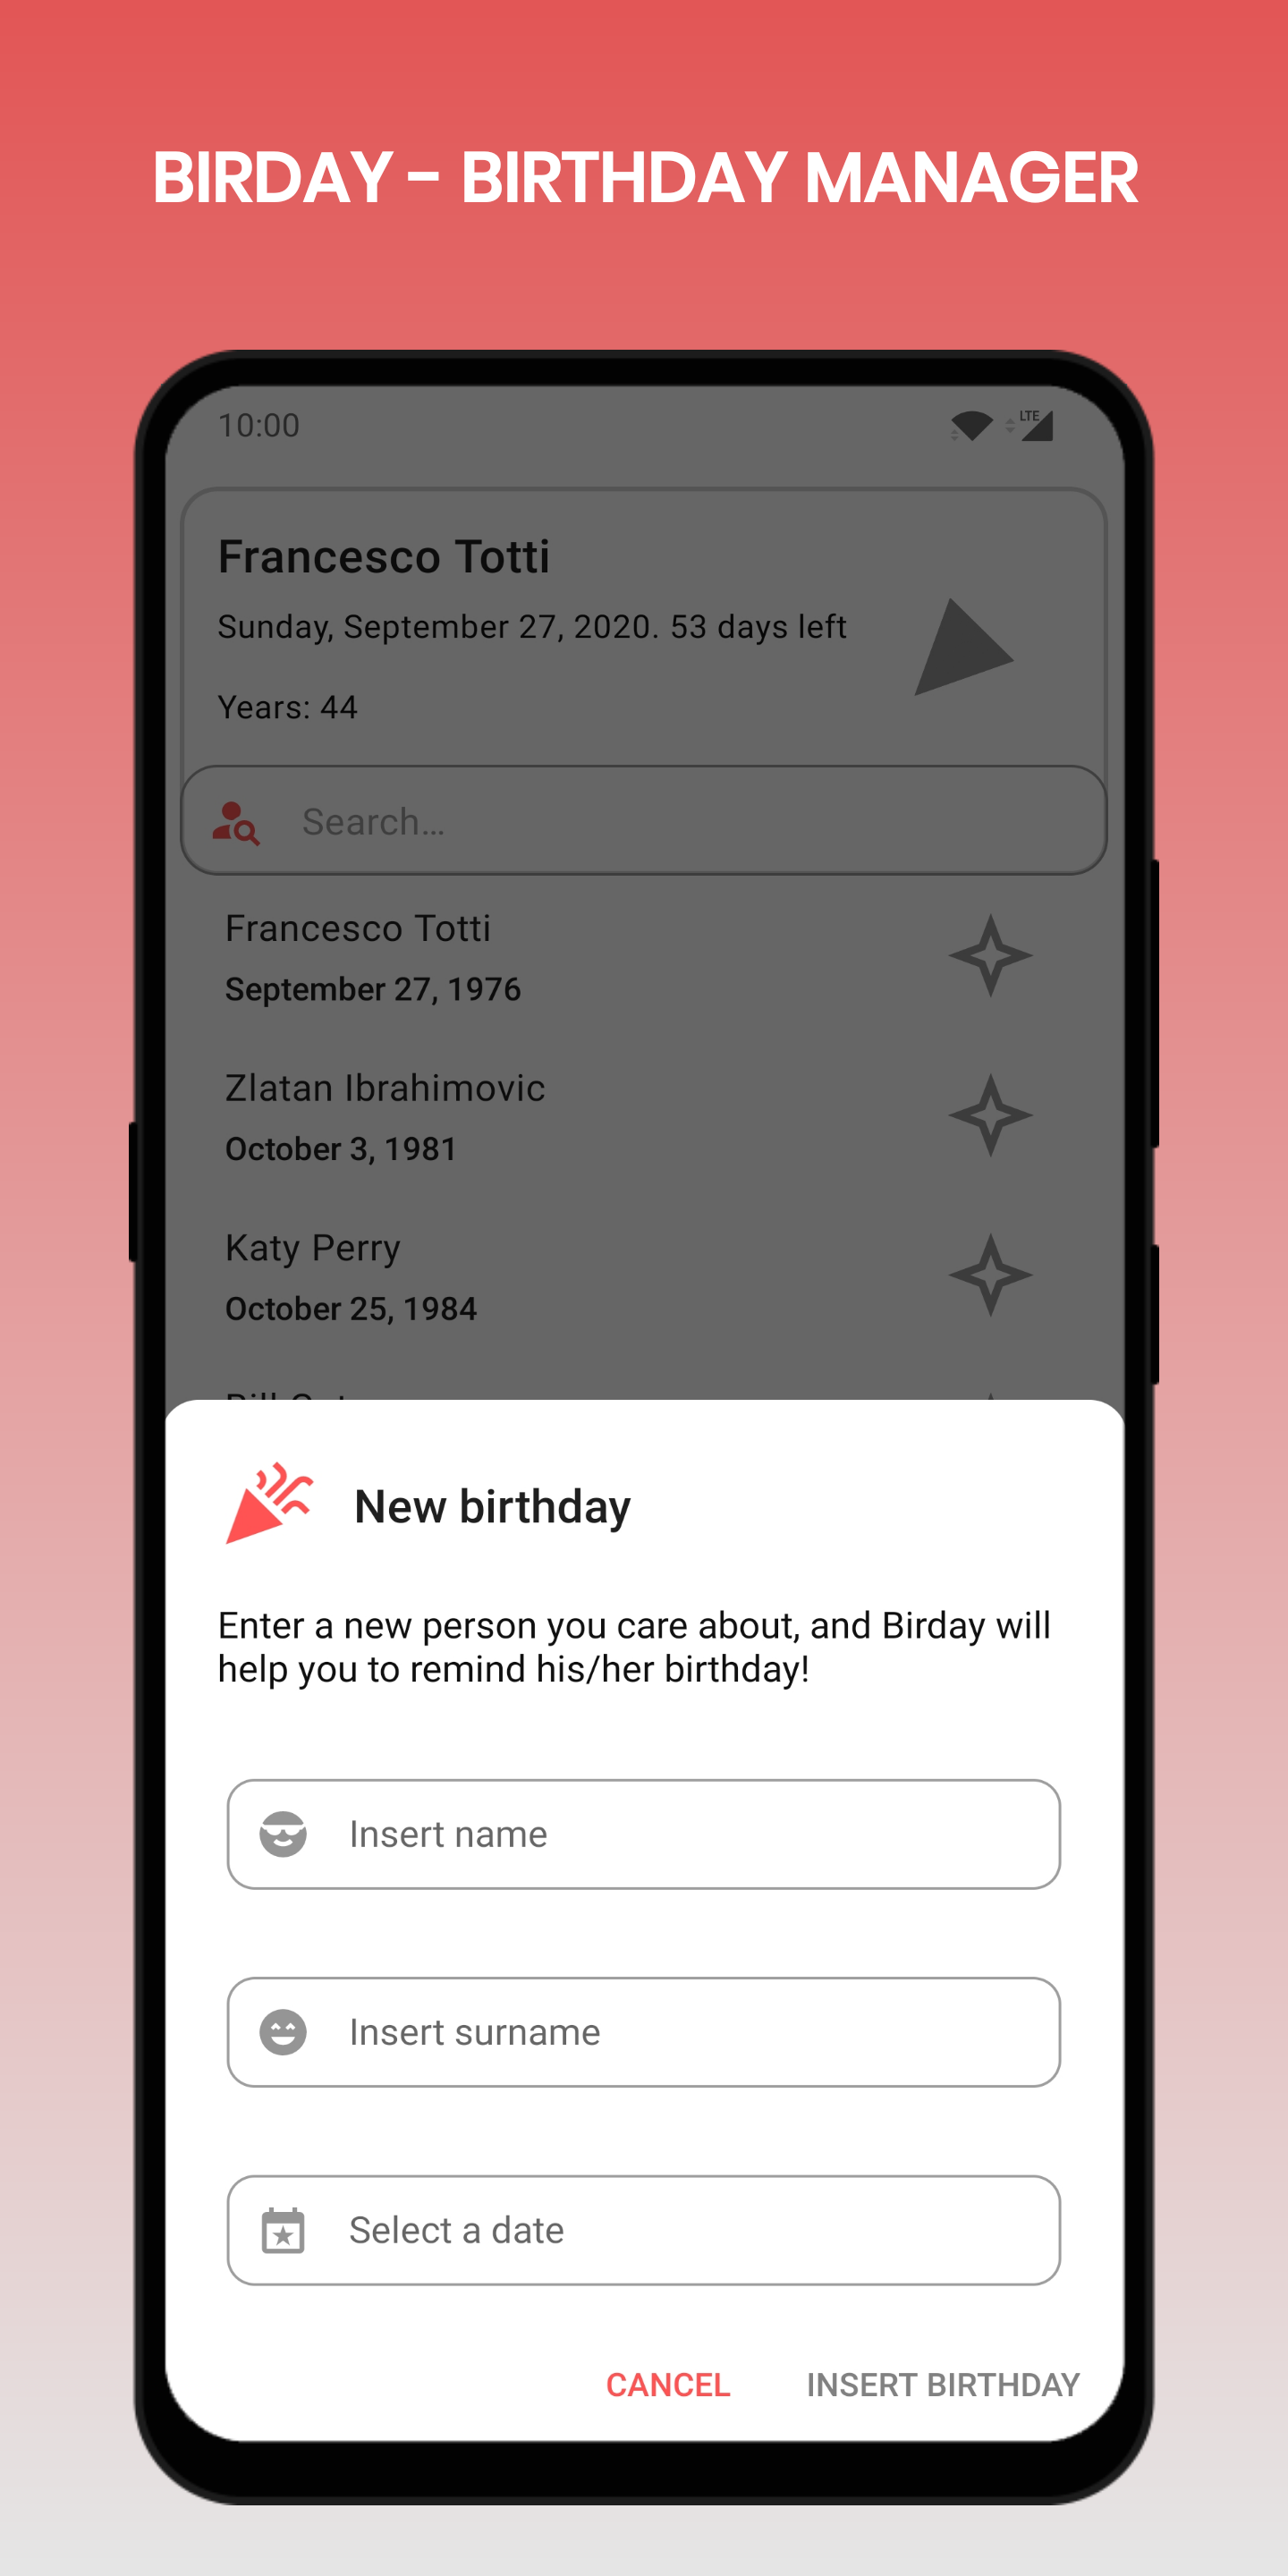 BIRDAY - BIRTHDAY MANAGER
10:00
LTE
Francesco Totti
Sunday, September 27, 2020. 53 days left
Years: 44
Search...
Francesco Totti
September 27, 1976
Zlatan Ibrahimovic
October 3, 1981
Katy Perry
October 25, 1984
New birthday
Enter a new person you care about, and Birday will
help you to remind his/her birthday!
Insert name
Insert surname
Select a date
CANCEL INSERT BIRTHDAY